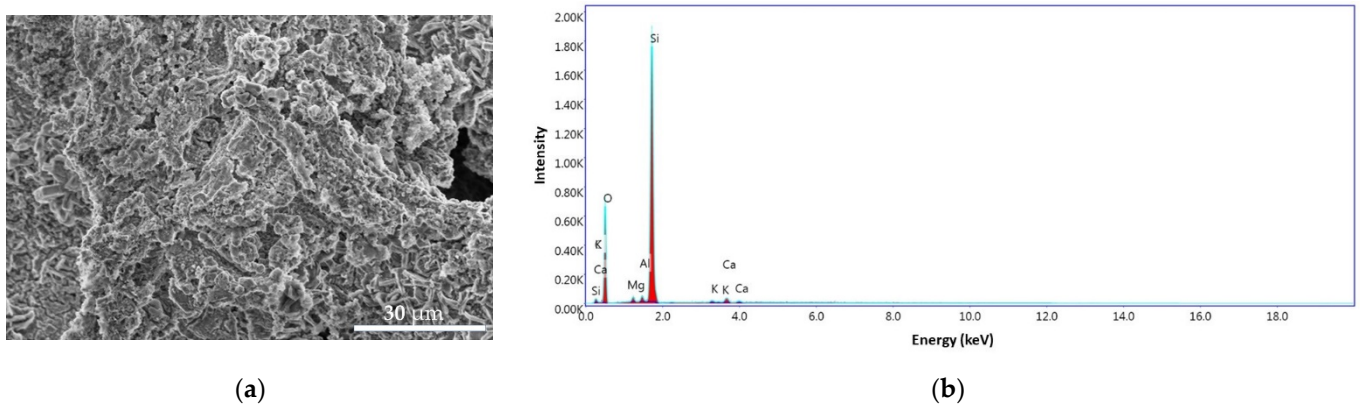 30 μm
(a)
2.00K
1.80K
1.60K
1.40K
1.20K
1.00K
0.80K
0.60K
0.40K
0.20K
0.00K
Intensity
Si
O
K
Ca
Si
Mg
Al
K
K
Ca
Ca
0.0 2.0 4.0 6.0 8.0 10.0 12.0 14.0 16.0 18.0
Energy (keV)
(b)